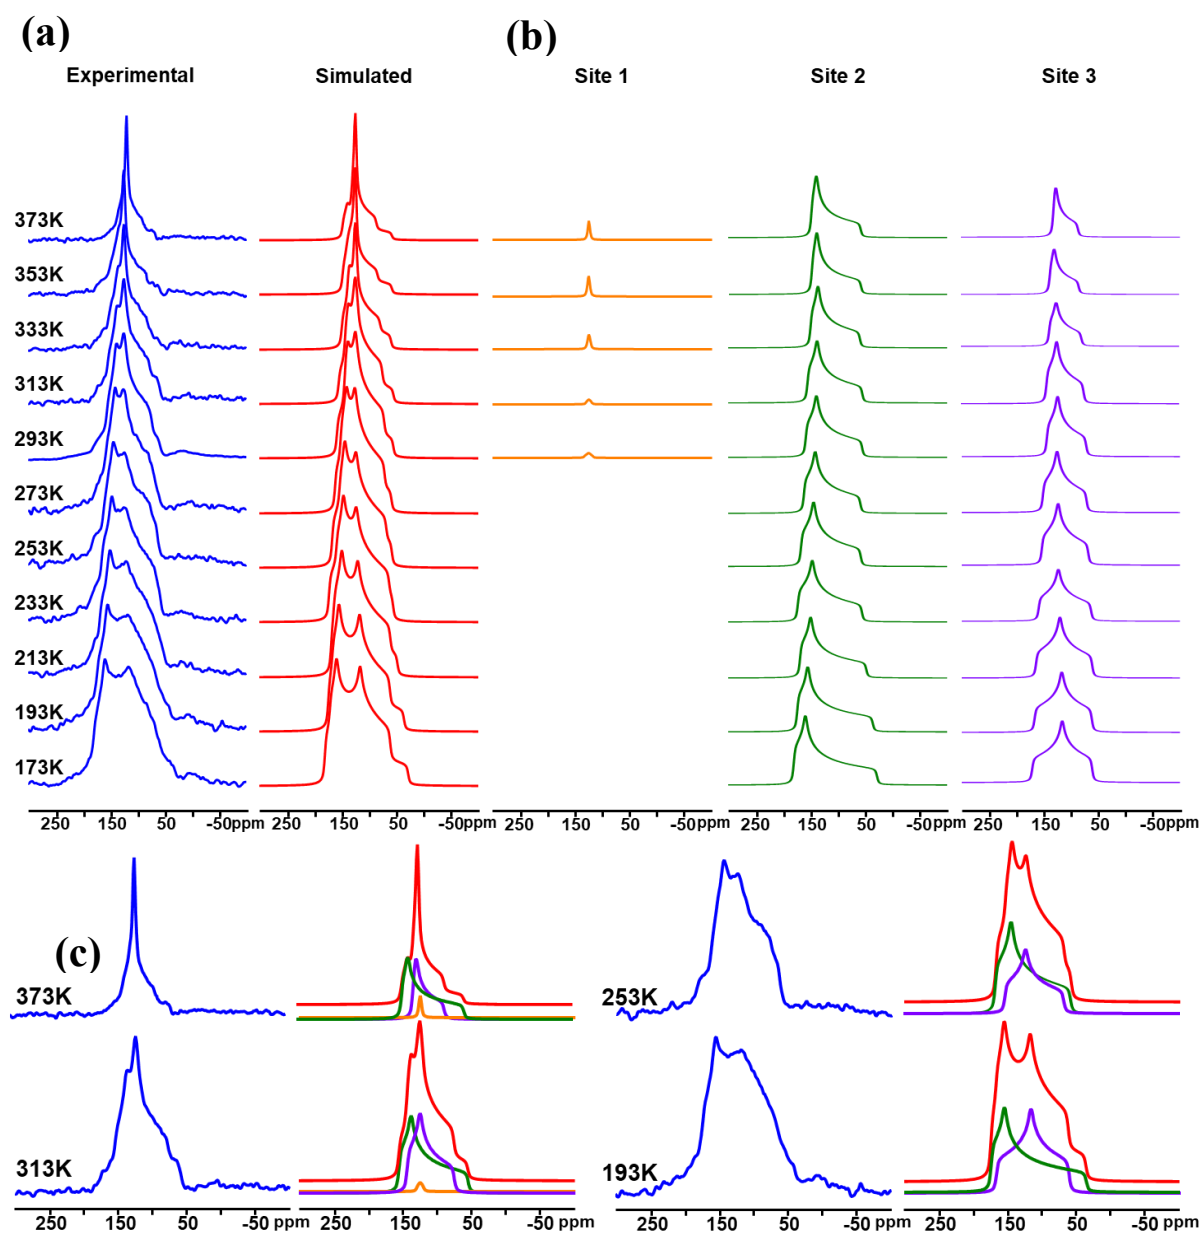 (a)
(b)
Experimental Simulated Site 1 Site 2 Site 3
373K
353K
333K
313K
293K
273K
253K
233K
213K
193K
173K
250 150 50 -50ppm 250 150 50 -50ppm 250 150 50 -50ppm 250 150 50 -50ppm 250 150 50 -50ppm
(c)
373K
253K
313K
193K
250 150 50 -50 ppm 250 150 50 -50 ppm 250 150 50 -50 ppm 250 150 50 -50 ppm